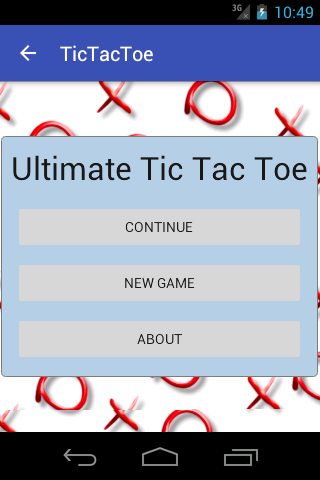 3G 10:49
TicTacToe
Ultimate Tic Tac Toe
CONTINUE
NEW GAME
ABOUT